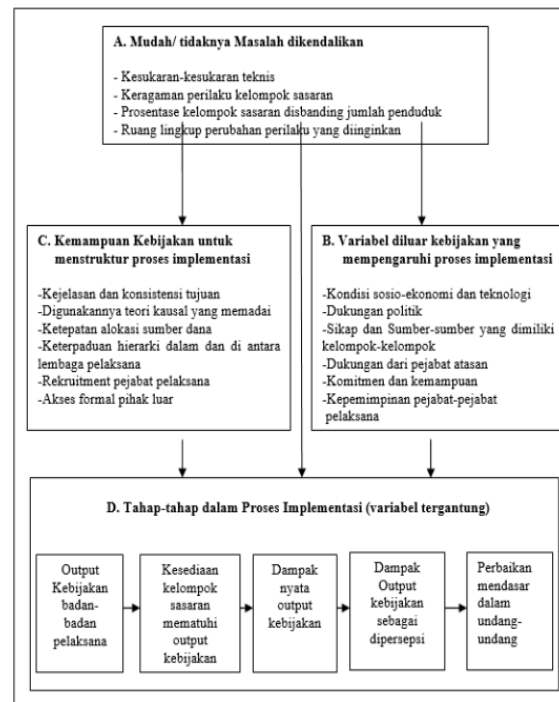 A. Mudah/ tidaknya Masalah dikendalikan
- Kesukaran-kesukaran teknis
- Keragaman perilaku kelompok sasaran
- Prosentase kelompok sasaran disbanding jumlah penduduk
- Ruang lingkup perubahan perilaku yang diinginkan
C. Kemampuan Kebijakan untuk
menstruktur proses implementasi
-Kejelasan dan konsistensi tujuan
-Digunakannya teori kausal yang memadai
-Ketepatan alokasi sumber dana
-Keterpaduan hierarki dalam dan di antara
lembaga pelaksana
-Rekruitment pejabat pelaksana
-Akses formal pihak luar
B. Variabel diluar kebijakan yang
mempengaruhi proses implementasi
-Kondisi sosio-ekonomi dan teknologi
-Dukungan politik
-Sikap dan Sumber-sumber yang dimiliki
kelompok-kelompok
-Dukungan dari pejabat atasan
-Komitmen dan kemampuan
-Kepemimpinan pejabat-pejabat
pelaksana
D. Tahap-tahap dalam Proses Implementasi (variabel tergantung)
Output
Kebijakan
badan-
badan
pelaksana
Kesediaan
kelompok
sasaran
mematuhi
output
kebijakan
Dampak
nyata
output
kebijakan
Dampak
Output
kebijakan
sebagai
dipersepsi
Perbaikan
mendasar
dalam
undang-
undang